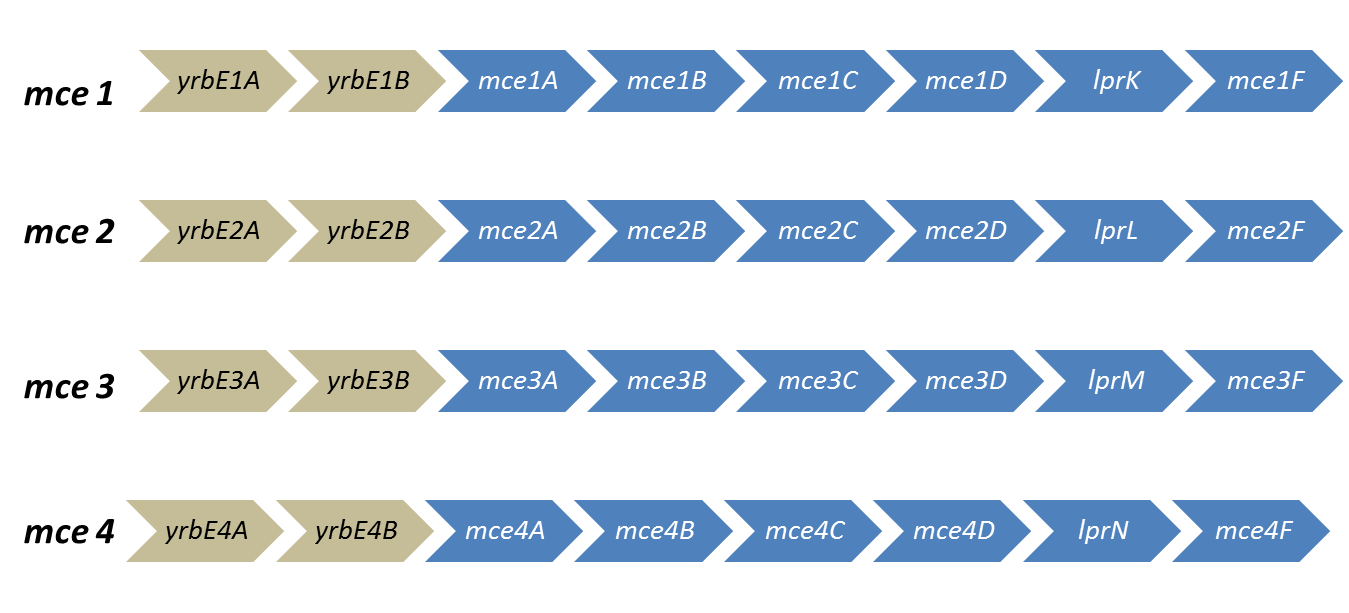 mce 1 yrbE1A yrbE1B mce1A mce1B mce1C mce1D lprK mce1F
mce 2 yrbE2A yrbE2B mce2A mce2B mce2C mce2D lprL mce2F
mce 3 yrbE3A yrbE3B mce3A mce3B mce3C mce3D lprM mce3F
mce 4 yrbE4A yrbE4B mce4A mce4B mce4C mce4D lprN mce4F